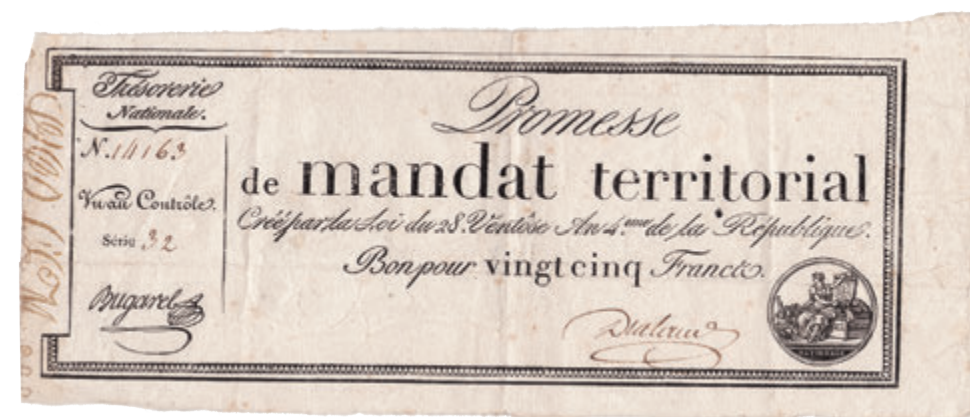 Trésorerie
Nationale.
N. 14163
Vu au Contrôle.
Série 32
Bugarel
Promesse
de mandat territorial
Créé par la Loi du 28. Ventôse An 4.eme de la République.
Bon pour vingt cinq Francs.